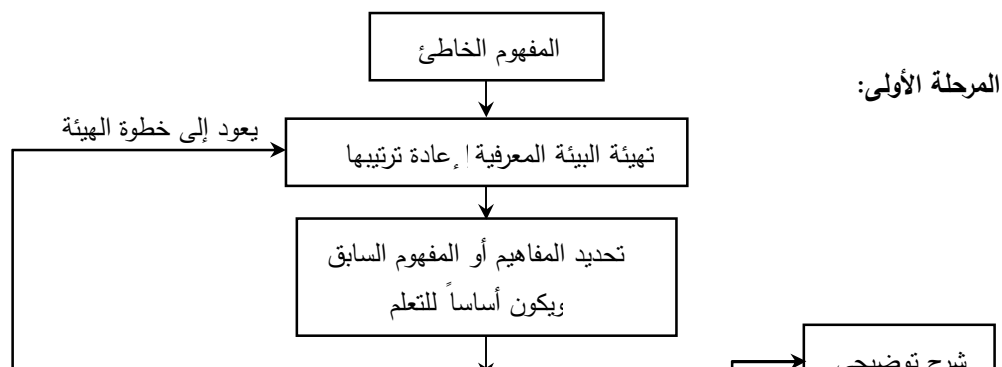 المفهوم الخاطئ
المرحلة الأولى:
يعود إلى خطوة الهيئة
تهيئة البيئة المعرفية إعادة ترتيبها
تحديد المفاهيم أو المفهوم السابق
ويكون أساساً للتعلم
شرح توضيحي